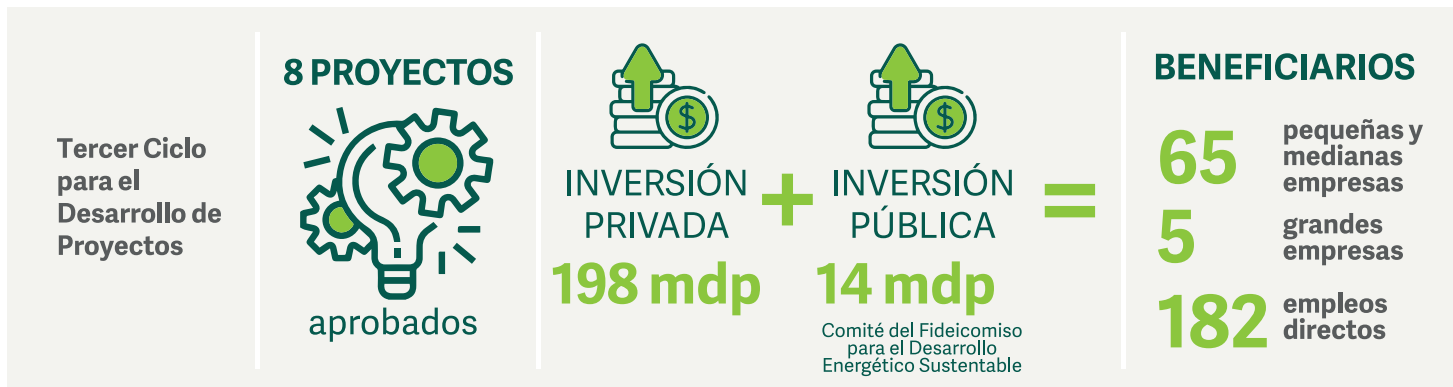 Tercer Ciclo
para el
Desarrollo de
Proyectos
8 PROYECTOS
aprobados
$
INVERSIÓN
PRIVADA
198 mdp
+
$
INVERSIÓN
PÚBLICA
14 mdp
Comité del Fideicomiso
para el Desarrollo
Energético Sustentable
=
BENEFICIARIOS
65
pequeñas y
medianas
empresas
5
grandes
empresas
182
empleos
directos